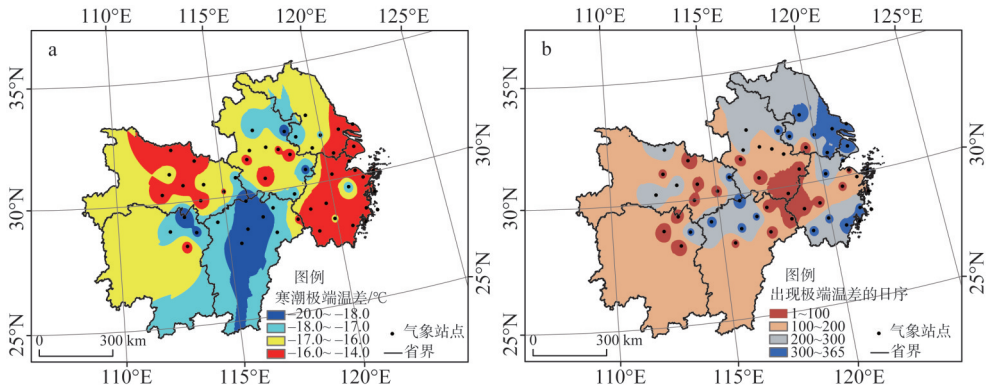 110°E 115°E 120°E 125°E
a
35°N
30°N
25°N
30°N
25°N
图例
寒潮极端温差/℃
-20.0~ -18.0
-18.0~ -17.0
-17.0~ -16.0
-16.0~ -14.0
气象站点
省界
0 300 km
110°E 115°E 120°E
110°E 115°E 120°E 125°E
b
35°N
30°N
25°N
30°N
25°N
图例
出现极端温差的日序
1~100
100~200
200~300
300~365
气象站点
省界
0 300 km
110°E 115°E 120°E